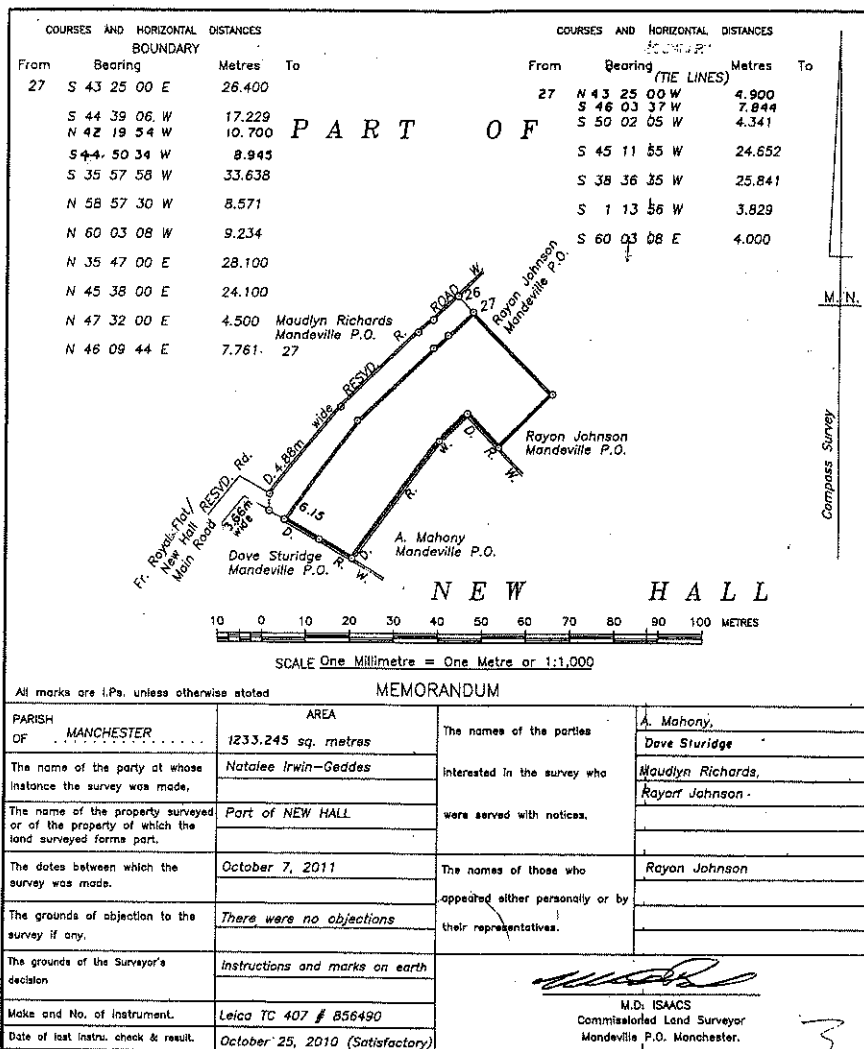 COURSES AND HORIZONTAL DISTANCES
BOUNDARY
From Bearing Metres To
27 S 43 25 00 E 26.400
S 44 39 06 W 17.229
N 42 19 54 W 10.700
S 44 50 34 W 8.945
S 35 57 58 W 33.638
N 58 57 30 W 8.571
N 60 03 08 W 9.234
N 35 47 00 E 28.100
N 45 38 00 E 24.100
N 47 32 00 E 4.500
N 46 09 44 E 7.761 27
COURSES AND HORIZONTAL DISTANCES
BOUNDARY
From Bearing Metres To
(TIE LINES)
27 N 43 25 00 W 4.900
S 46 03 37 W 7.844
S 50 02 05 W 4.341
S 45 11 55 W 24.652
S 38 36 35 W 25.841
S 1 13 56 W 3.829
S 60 03 08 E 4.000
PART OF
M.N.
Compass Survey
Maudlyn Richards
Mandeville P.O.
D. 4.88m wide RESVD. R. ROAD W.
26
27
Rayon Johnson
Mandeville P.O.
Rayon Johnson
Mandeville P.O.
D. R. W.
W. R. D.
6.15
Fr. Royal Flat/
New Hall
Main Road
RESVD. Rd.
3.66m
wide
D. R. W.
Dave Sturidge
Mandeville P.O.
A. Mahony
Mandeville P.O.
NEW HALL
10 0 10 20 30 40 50 60 70 80 90 100 METRES
SCALE One Millimetre = One Metre or 1:1,000
All marks are I.Ps. unless otherwise stated
MEMORANDUM
PARISH
OF MANCHESTER
AREA
1233.245 sq. metres
The name of the party at whose
instance the survey was made,
Natalee Irwin-Geddes
The name of the property surveyed
or of the property of which the
land surveyed forms part.
Part of NEW HALL
The dates between which the
survey was made.
October 7, 2011
The grounds of objection to the
survey if any.
There were no objections
The grounds of the Surveyor's
decision
Instructions and marks on earth
Make and No. of instrument.
Leica TC 407 # 856490
Date of last Instru. check & result.
October 25, 2010 (Satisfactory)
The names of the parties
interested in the survey who
were served with notices.
A. Mahony,
Dave Sturidge
Maudlyn Richards,
Rayon Johnson
The names of those who
appeared either personally or by
their representatives.
Rayon Johnson
M.D. ISAACS
Commissioned Land Surveyor
Mandeville P.O. Manchester.